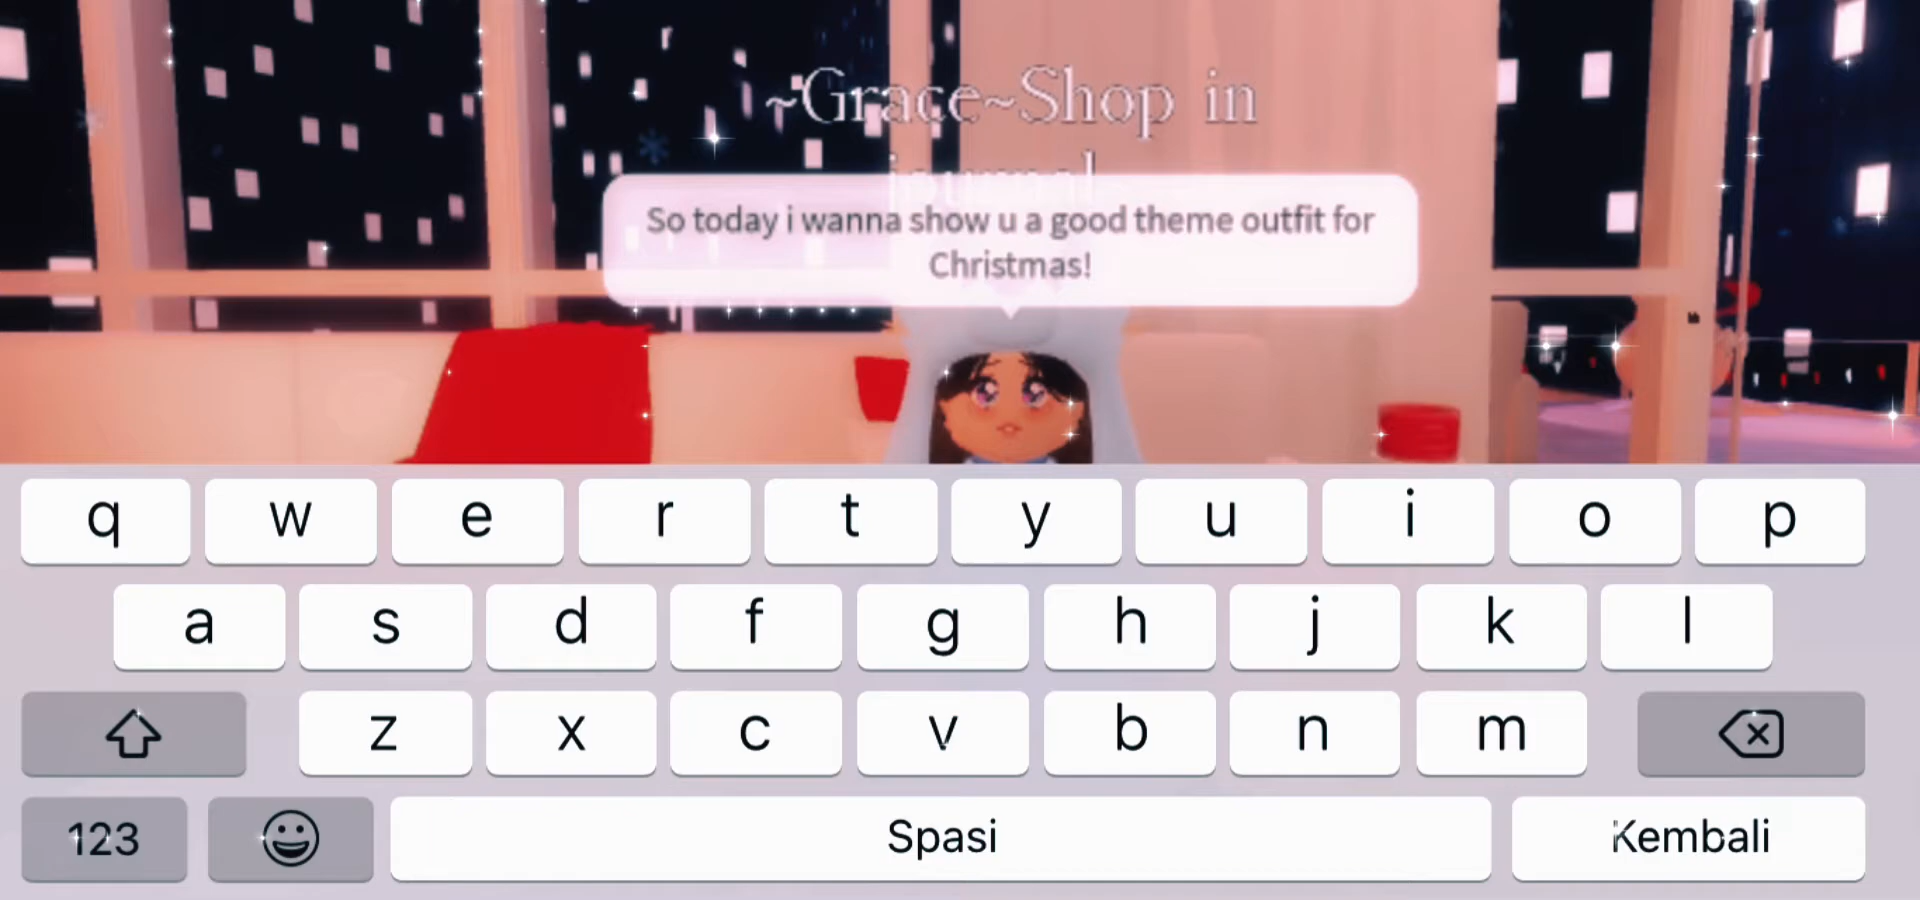 ~Grace~Shop in
So today i wanna show u a good theme outfit for
Christmas!
q w e r t y u i o p
a s d f g h j k l
z x c v b n m
123 Spasi Kembali